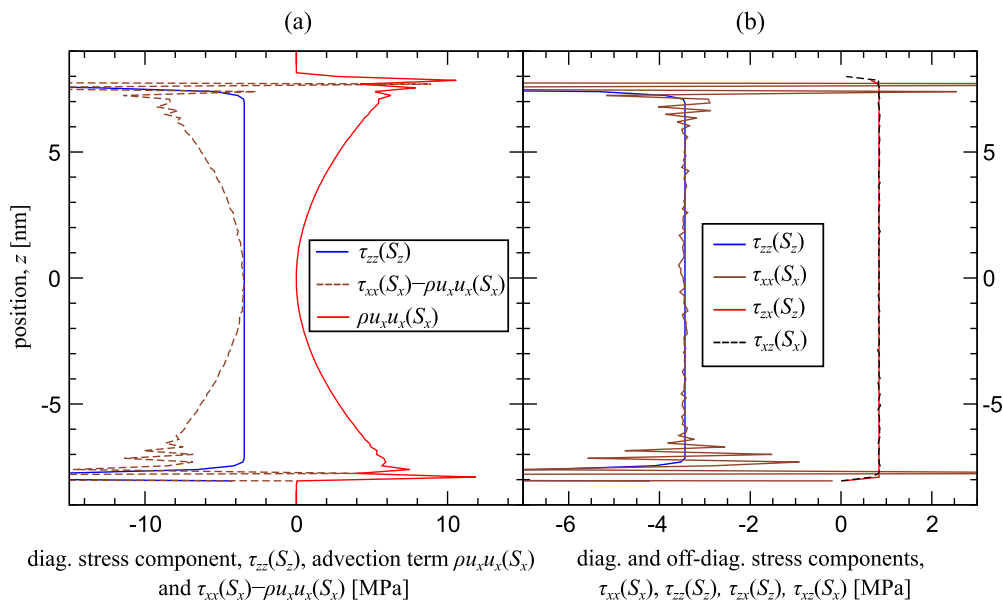 (a)
(b)
position, z [nm]
5
0
-5
τzz(Sz)
τxx(Sx)−ρuxux(Sx)
ρuxux(Sx)
τzz(Sz)
τxx(Sx)
τzx(Sz)
τxz(Sx)
5
0
-5
-10 0 10
-6 -4 -2 0 2
diag. stress component, τzz(Sz), advection term ρuxux(Sx)
and τxx(Sx)−ρuxux(Sx) [MPa]
diag. and off-diag. stress components,
τxx(Sx), τzz(Sz), τzx(Sz), τxz(Sx) [MPa]